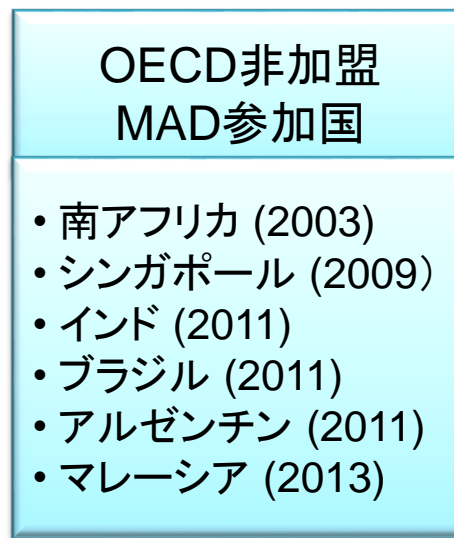 OECD非加盟
MAD参加国
• 南アフリカ (2003)
• シンガポール (2009）
• インド (2011)
• ブラジル (2011)
• アルゼンチン (2011)
• マレーシア (2013)